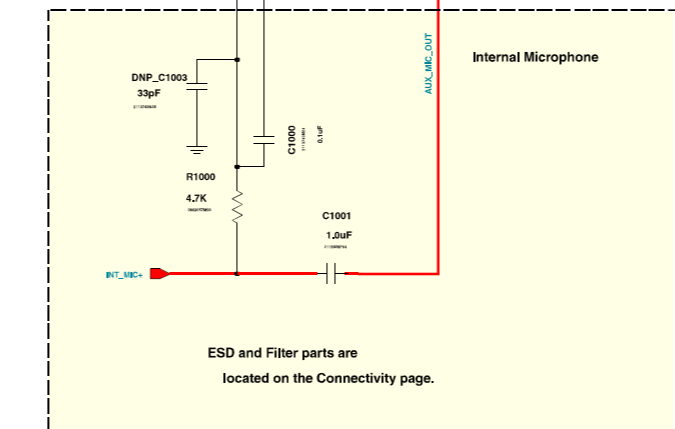 AUX_MIC_OUT
Internal Microphone
DNP_C1003
33pF
C1000
0.1uF
R1000
4.7K
C1001
1.0uF
INT_MIC+
ESD and Filter parts are
located on the Connectivity page.